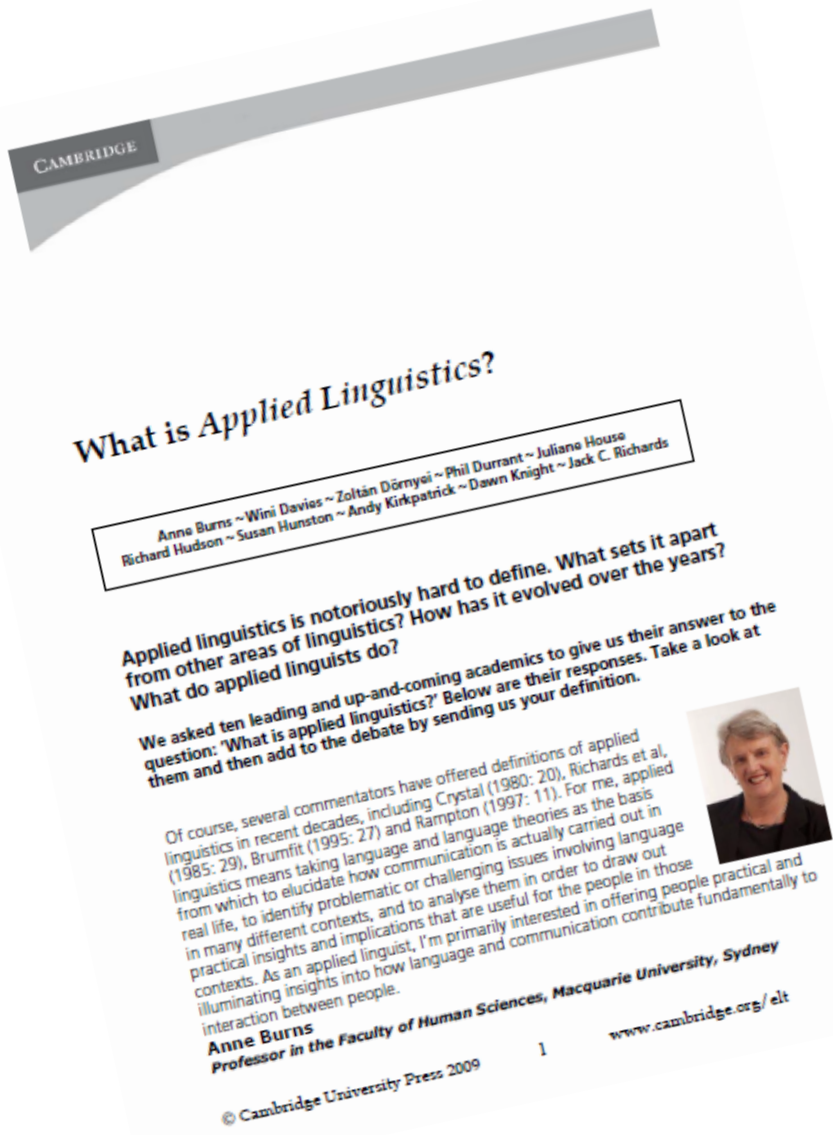 CAMBRIDGE
What is Applied Linguistics?
Anne Burns ~ Wini Davies ~ Zoltán Dörnyei ~ Phil Durrant ~ Juliane House
Richard Hudson ~ Susan Hunston ~ Andy Kirkpatrick ~ Dawn Knight ~ Jack C. Richards
Applied linguistics is notoriously hard to define. What sets it apart
from other areas of linguistics? How has it evolved over the years?
What do applied linguists do?
We asked ten leading and up-and-coming academics to give us their answer to the
question: ‘What is applied linguistics?’ Below are their responses. Take a look at
them and then add to the debate by sending us your definition.
Of course, several commentators have offered definitions of applied
linguistics in recent decades, including Crystal (1980: 20), Richards et al,
(1985: 29), Brumfit (1995: 27) and Rampton (1997: 11). For me, applied
linguistics means taking language and language theories as the basis
from which to elucidate how communication is actually carried out in
real life, to identify problematic or challenging issues involving language
in many different contexts, and to analyse them in order to draw out
practical insights and implications that are useful for the people in those
contexts. As an applied linguist, I’m primarily interested in offering people practical and
illuminating insights into how language and communication contribute fundamentally to
interaction between people.
Anne Burns
Professor in the Faculty of Human Sciences, Macquarie University, Sydney
© Cambridge University Press 2009 1 www.cambridge.org/elt